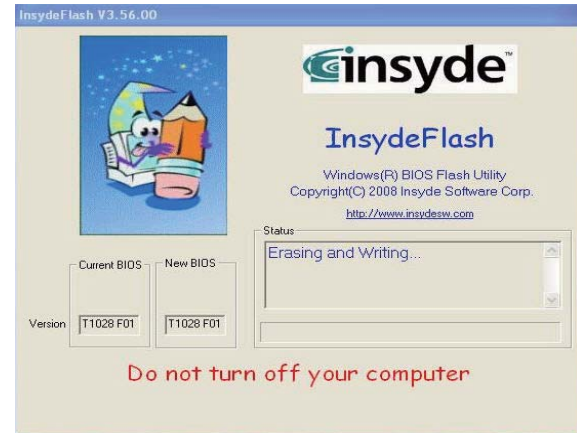 InsydeFlash V3.56.00
insyde™
InsydeFlash
Windows(R) BIOS Flash Utility
Copyright(C) 2008 Insyde Software Corp.
http://www.insydesw.com
Status
Erasing and Writing...
Current BIOS
New BIOS
Version
T1028 F01
T1028 F01
Do not turn off your computer